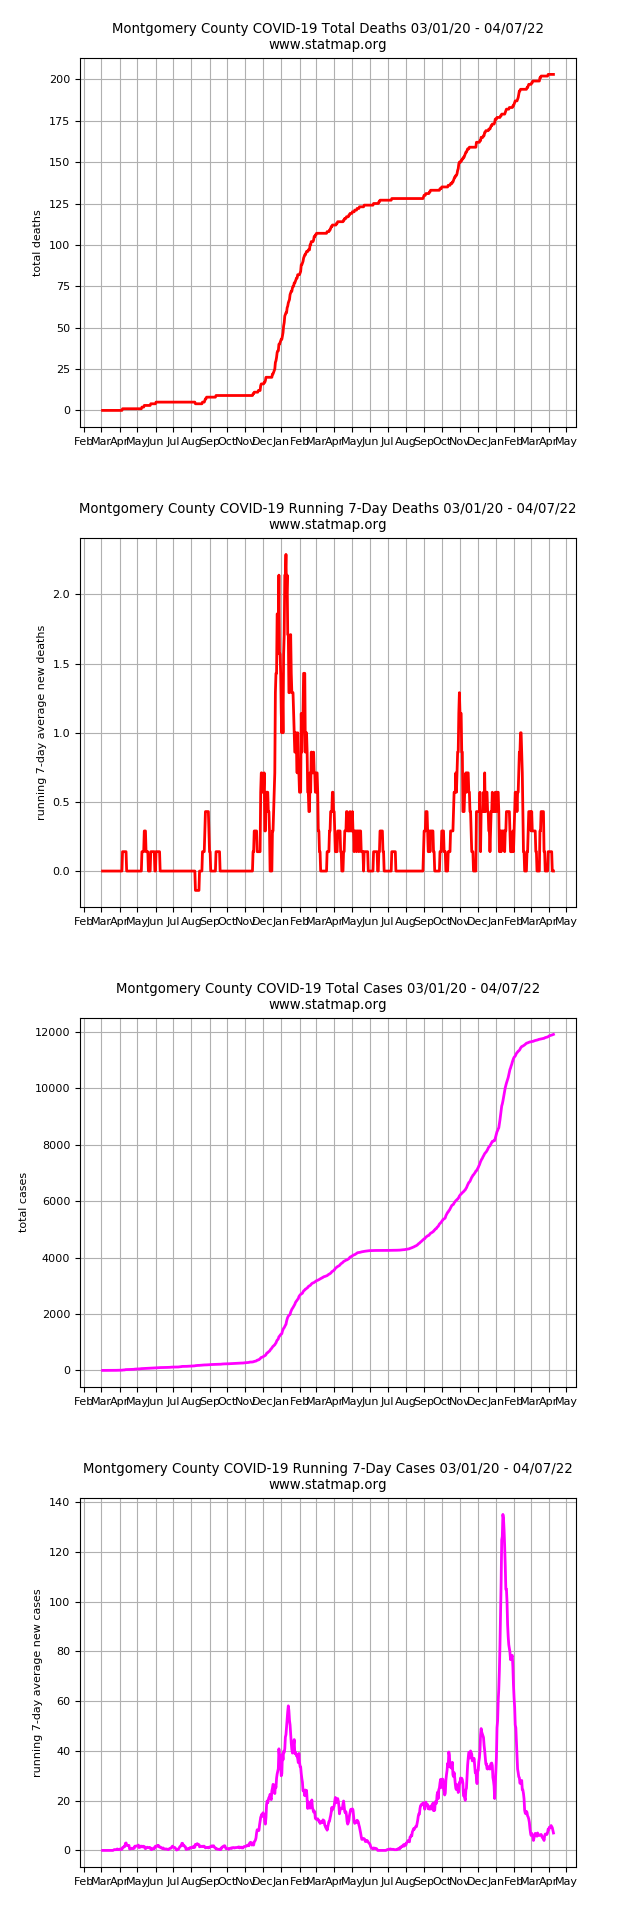 Montgomery County COVID-19 Total Deaths 03/01/20 - 04/07/22
www.statmap.org
200
175
150
125
100
75
50
25
0
total deaths
Feb Mar Apr May Jun Jul Aug Sep Oct Nov Dec Jan Feb Mar Apr May Jun Jul Aug Sep Oct Nov Dec Jan Feb Mar Apr May
Montgomery County COVID-19 Running 7-Day Deaths 03/01/20 - 04/07/22
www.statmap.org
2.0
1.5
1.0
0.5
0.0
running 7-day average new deaths
Feb Mar Apr May Jun Jul Aug Sep Oct Nov Dec Jan Feb Mar Apr May Jun Jul Aug Sep Oct Nov Dec Jan Feb Mar Apr May
Montgomery County COVID-19 Total Cases 03/01/20 - 04/07/22
www.statmap.org
12000
10000
8000
6000
4000
2000
0
total cases
Feb Mar Apr May Jun Jul Aug Sep Oct Nov Dec Jan Feb Mar Apr May Jun Jul Aug Sep Oct Nov Dec Jan Feb Mar Apr May
Montgomery County COVID-19 Running 7-Day Cases 03/01/20 - 04/07/22
www.statmap.org
140
120
100
80
60
40
20
0
running 7-day average new cases
Feb Mar Apr May Jun Jul Aug Sep Oct Nov Dec Jan Feb Mar Apr May Jun Jul Aug Sep Oct Nov Dec Jan Feb Mar Apr May